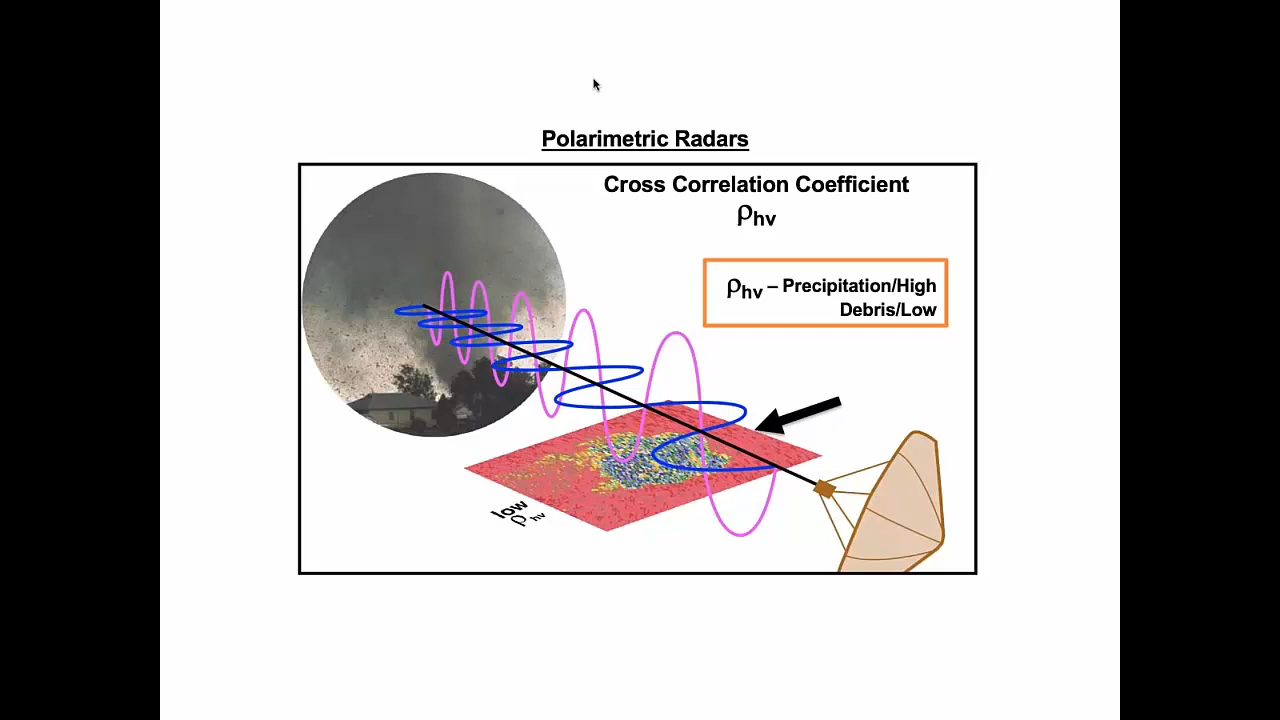 Polarimetric Radars
Cross Correlation Coefficient
ρhv
ρhv – Precipitation/High
Debris/Low
low
ρhv